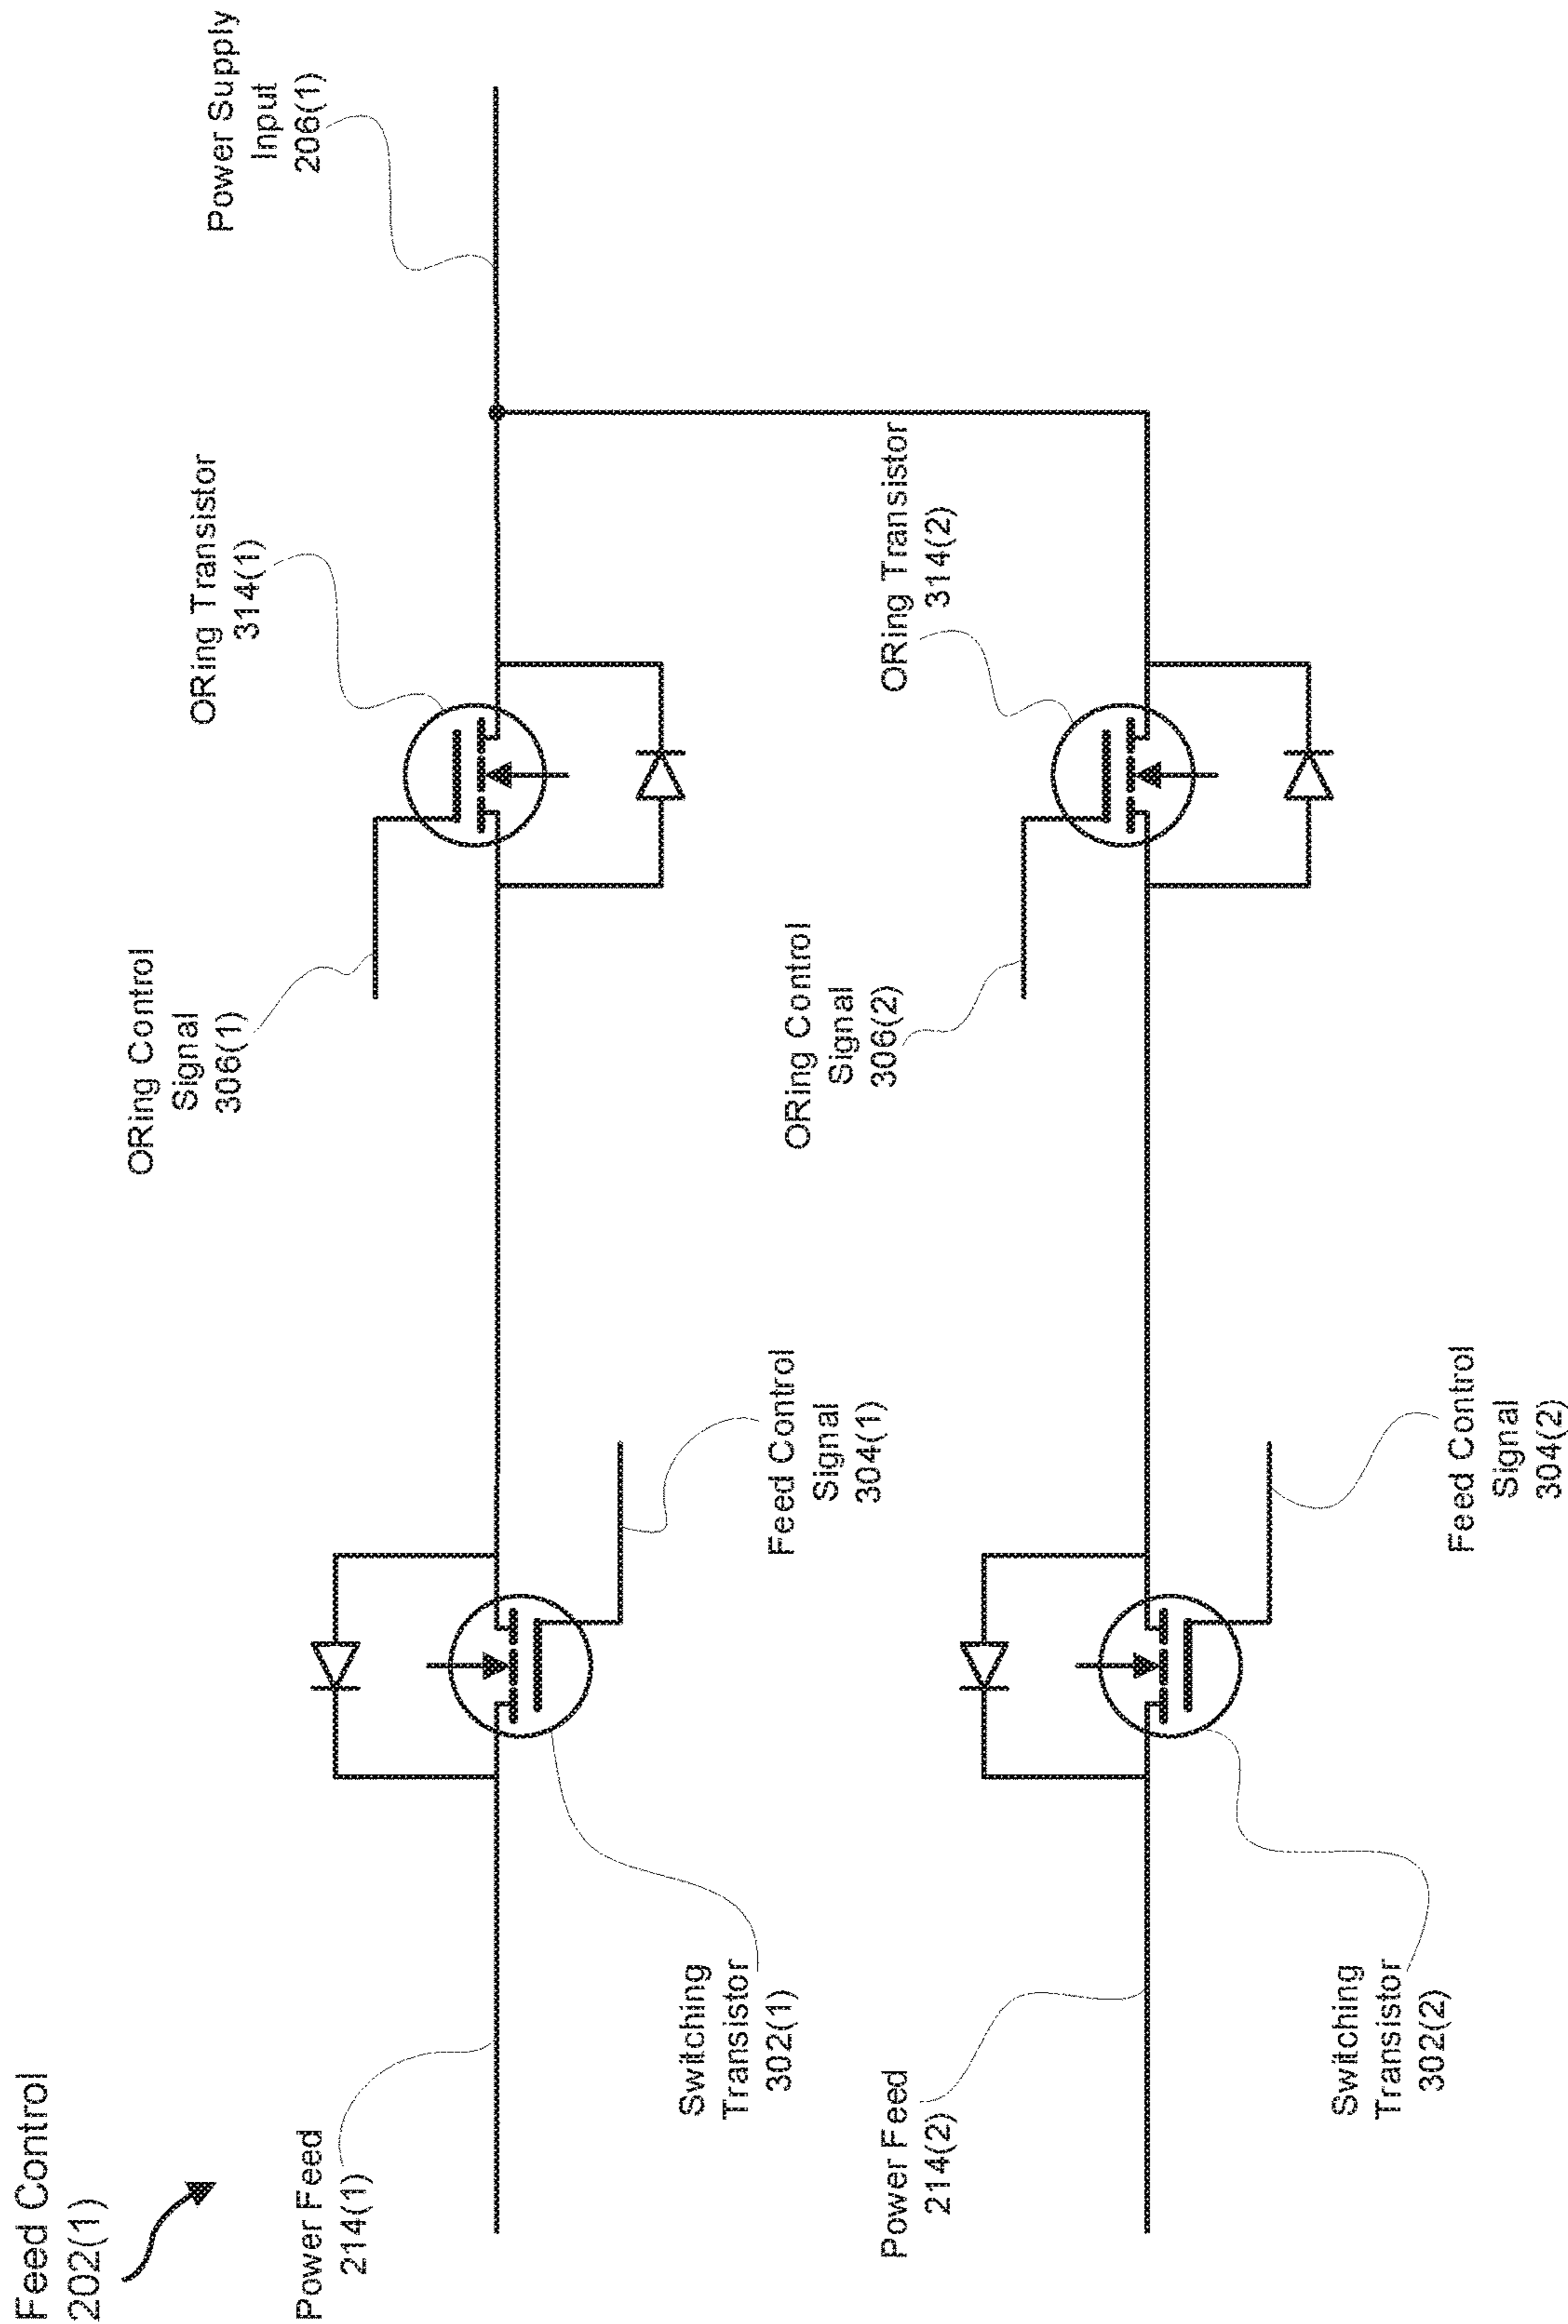 Feed Control
202(1)
Power Feed
214(1)
Switching
Transistor
302(1)
Feed Control
Signal
304(1)
ORing Control
Signal
306(1)
ORing Transistor
314(1)
Power Supply
Input
206(1)
Power Feed
214(2)
Switching
Transistor
302(2)
Feed Control
Signal
304(2)
ORing Control
Signal
306(2)
ORing Transistor
314(2)